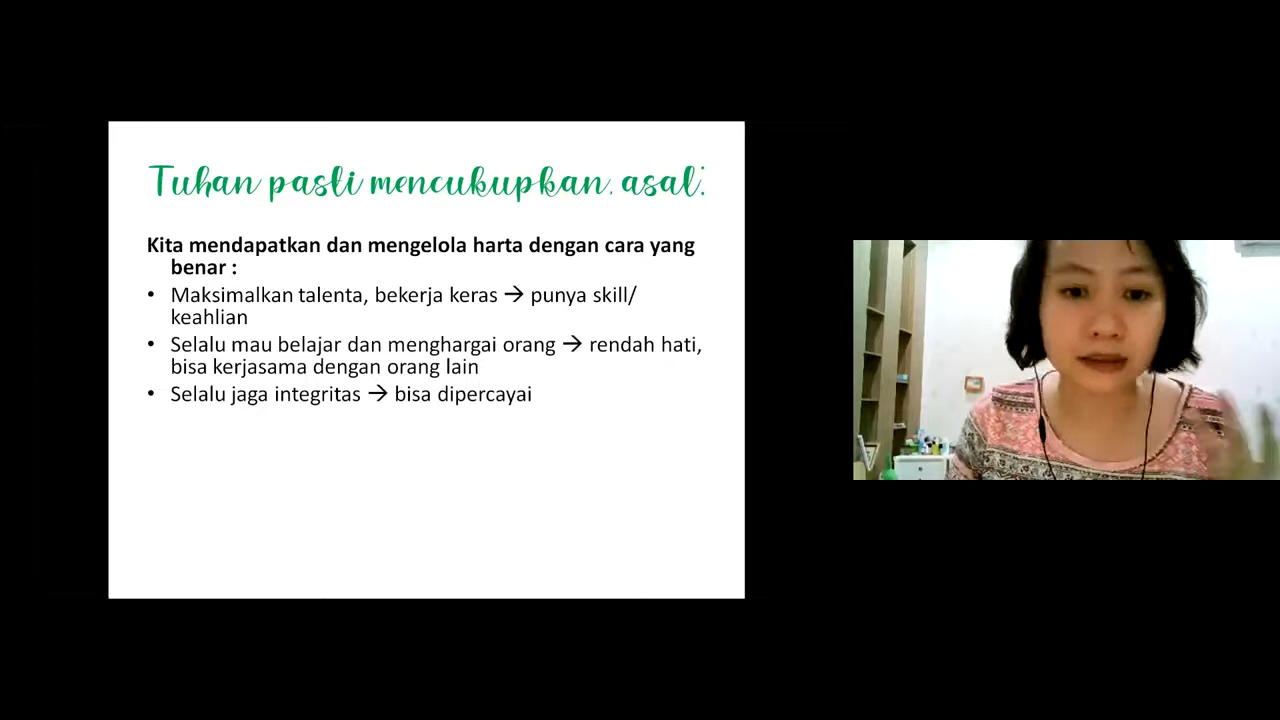 Tuhan pasti mencukupkan, asal:
Kita mendapatkan dan mengelola harta dengan cara yang
benar :
• Maksimalkan talenta, bekerja keras → punya skill/
keahlian
• Selalu mau belajar dan menghargai orang → rendah hati,
bisa kerjasama dengan orang lain
• Selalu jaga integritas → bisa dipercayai